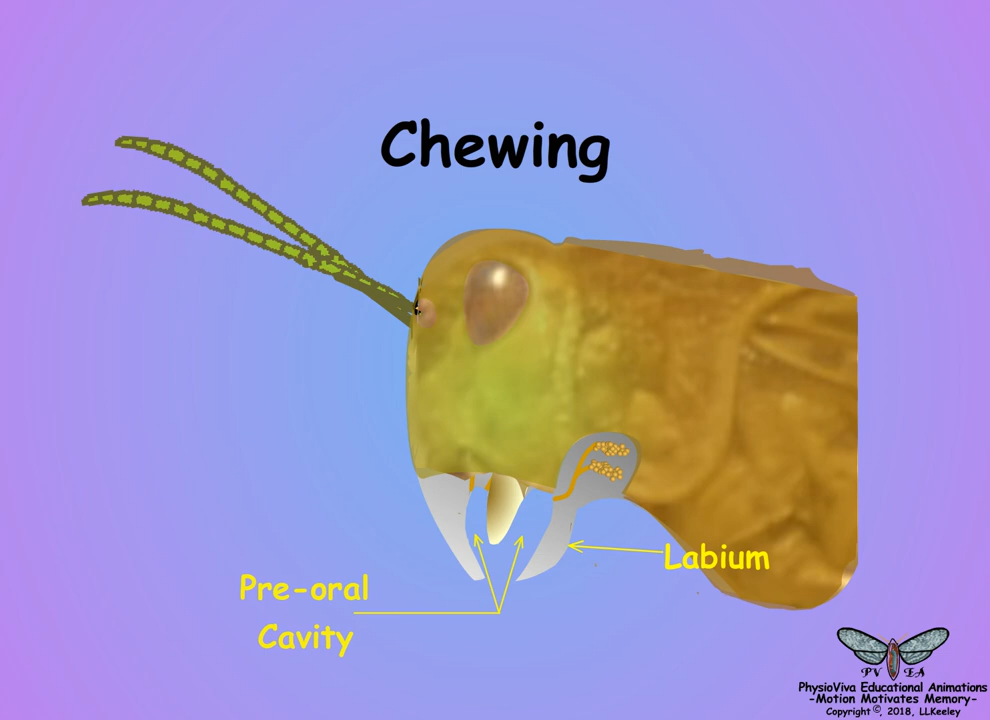 Chewing
Labium
Pre-oral
Cavity
PV EA
PhysioViva Educational Animations
-Motion Motivates Memory-
Copyright ©, 2018, LLKeeley